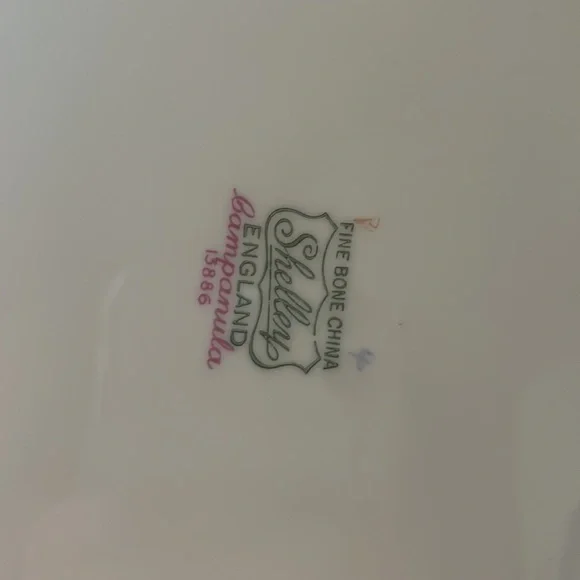 FINE BONE CHINA
Shelley
ENGLAND
Campanula
13886